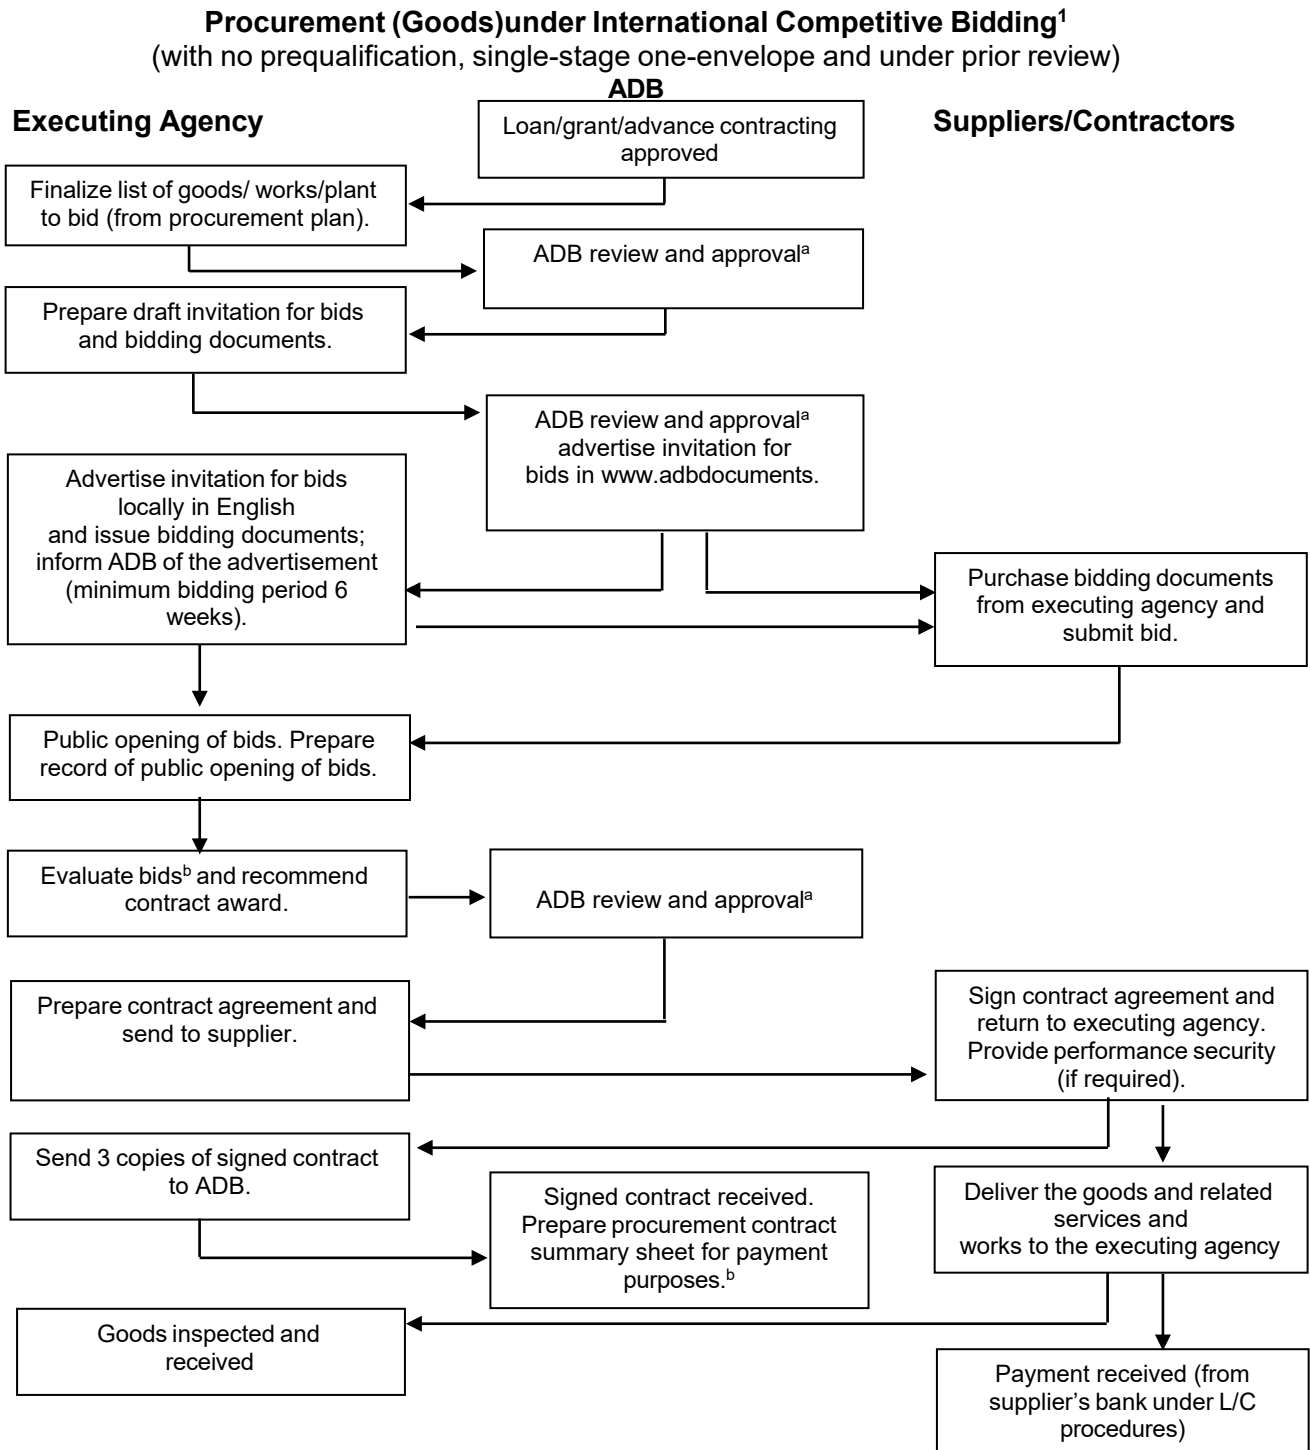 Procurement (Goods)under International Competitive Bidding¹
(with no prequalification, single-stage one-envelope and under prior review)
ADB
Executing Agency
Suppliers/Contractors
Loan/grant/advance contracting
approved
Finalize list of goods/ works/plant
to bid (from procurement plan).
ADB review and approvalᵃ
Prepare draft invitation for bids
and bidding documents.
ADB review and approvalᵃ
advertise invitation for
bids in www.adbdocuments.
Advertise invitation for bids
locally in English
and issue bidding documents;
inform ADB of the advertisement
(minimum bidding period 6
weeks).
Purchase bidding documents
from executing agency and
submit bid.
Public opening of bids. Prepare
record of public opening of bids.
Evaluate bidsᵇ and recommend
contract award.
ADB review and approvalᵃ
Prepare contract agreement and
send to supplier.
Sign contract agreement and
return to executing agency.
Provide performance security
(if required).
Send 3 copies of signed contract
to ADB.
Signed contract received.
Prepare procurement contract
summary sheet for payment
purposes.ᵇ
Deliver the goods and related
services and
works to the executing agency
Goods inspected and
received
Payment received (from
supplier's bank under L/C
procedures)